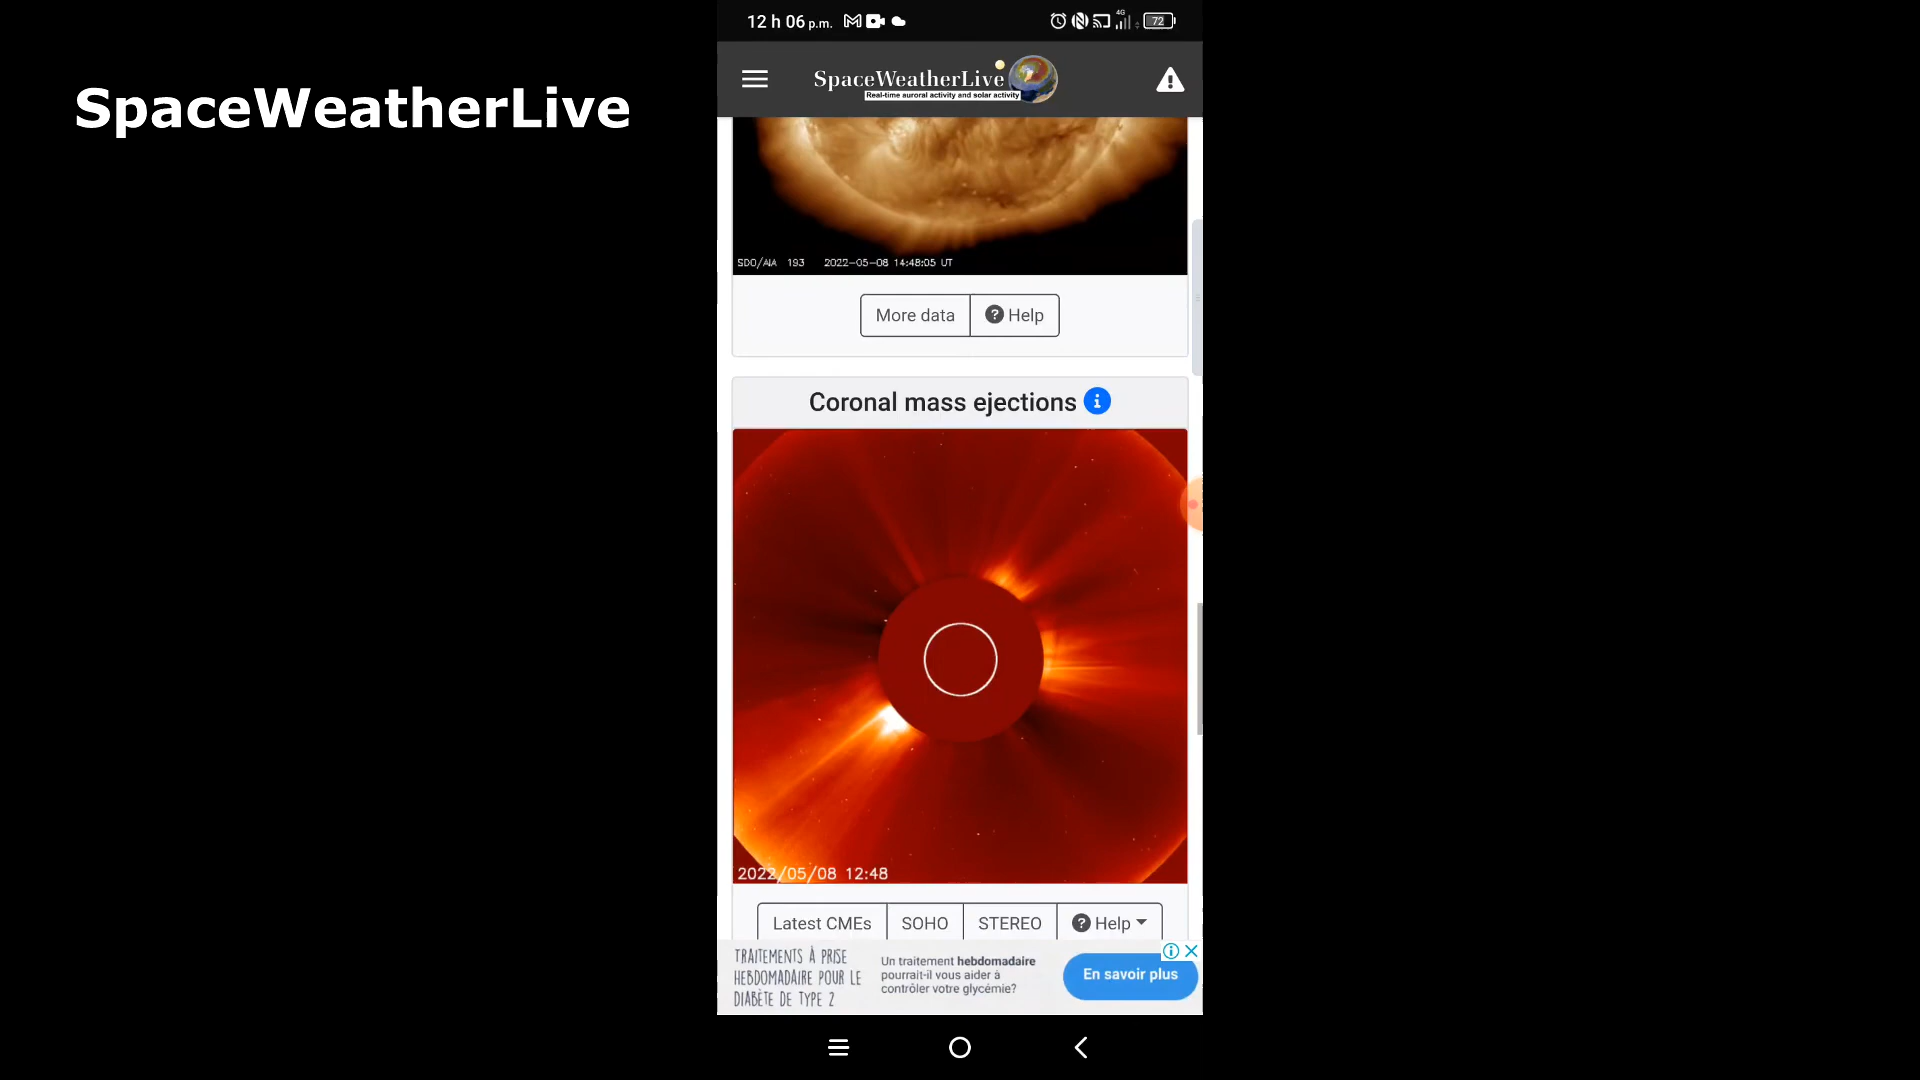 SpaceWeatherLive
12 h 06 p.m.
4G
72
SpaceWeatherLive
Real-time auroral activity and solar activity
SDO/AIA 193 2022-05-08 14:48:05 UT
More data
? Help
Coronal mass ejections
2022/05/08 12:48
Latest CMEs
SOHO
STEREO
? Help
TRAITEMENTS À PRISE
HEBDOMADAIRE POUR LE
DIABÈTE DE TYPE 2
Un traitement hebdomadaire
pourrait-il vous aider à
contrôler votre glycémie?
En savoir plus